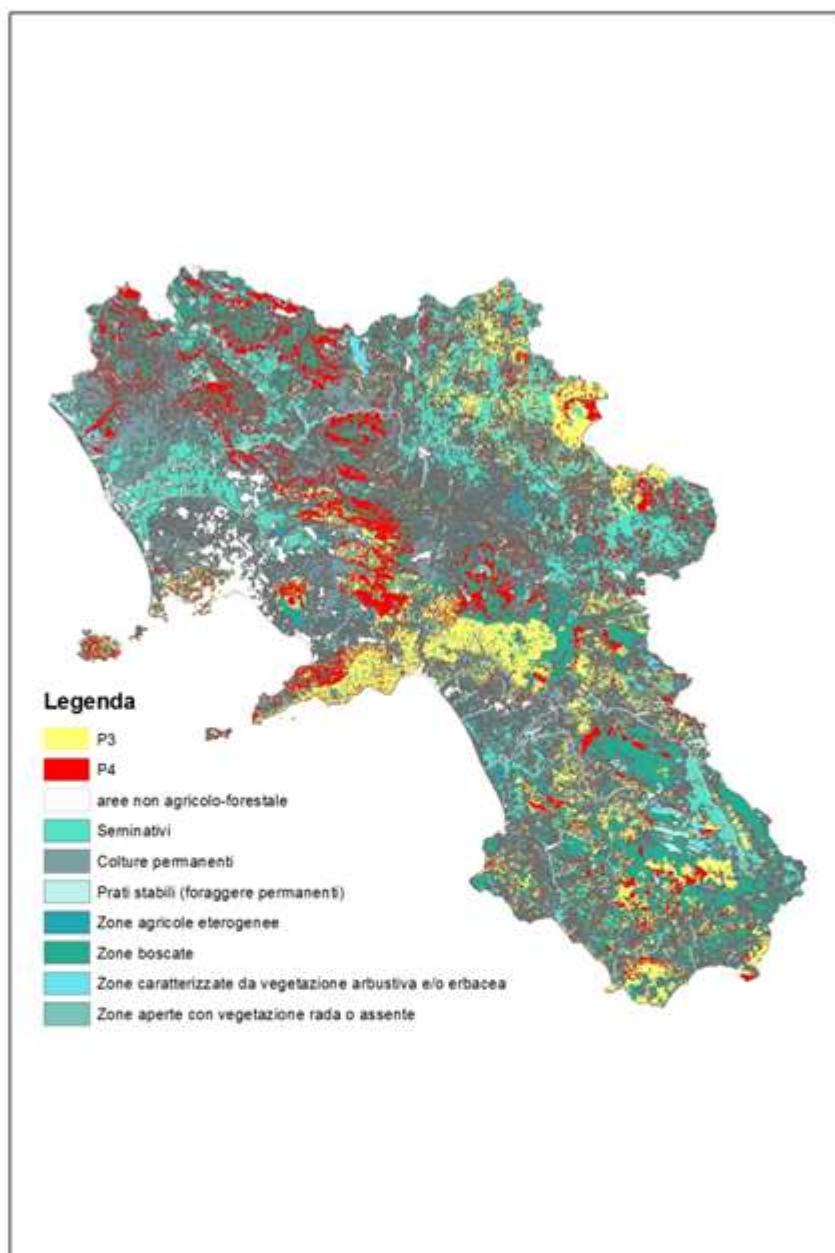 Legenda
P3
P4
aree non agricolo-forestale
Seminativi
Colture permanenti
Prati stabili (foraggere permanenti)
Zone agricole eterogenee
Zone boscate
Zone caratterizzate da vegetazione arbustiva e/o erbacea
Zone aperte con vegetazione rada o assente